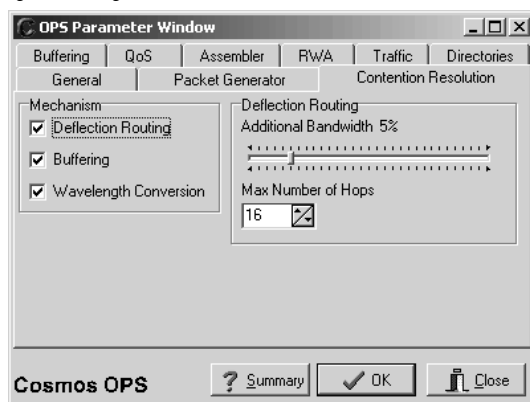 OPS Parameter Window
Buffering QoS Assembler RWA Traffic Directories
General Packet Generator Contention Resolution
Mechanism
Deflection Routing
Buffering
Wavelength Conversion
Deflection Routing
Additional Bandwidth 5%
Max Number of Hops
16
Cosmos OPS
? Summary
OK
Close